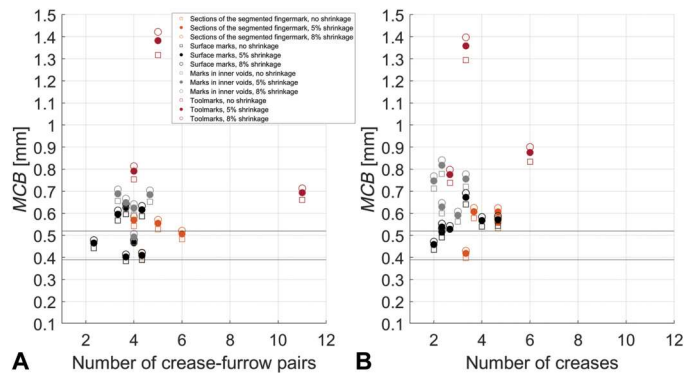 Sections of the segmented fingermark, no shrinkage
Sections of the segmented fingermark, 5% shrinkage
Sections of the segmented fingermark, 8% shrinkage
Surface marks, no shrinkage
Surface marks, 5% shrinkage
Surface marks, 8% shrinkage
Marks in inner voids, no shrinkage
Marks in inner voids, 5% shrinkage
Marks in inner voids, 8% shrinkage
Toolmarks, no shrinkage
Toolmarks, 5% shrinkage
Toolmarks, 8% shrinkage
MCB [mm]
1.5
1.4
1.3
1.2
1.1
1
0.9
0.8
0.7
0.6
0.5
0.4
0.3
0.2
0.1
2 4 6 8 10 12
A Number of crease-furrow pairs
MCB [mm]
1.5
1.4
1.3
1.2
1.1
1
0.9
0.8
0.7
0.6
0.5
0.4
0.3
0.2
0.1
2 4 6 8 10 12
B Number of creases